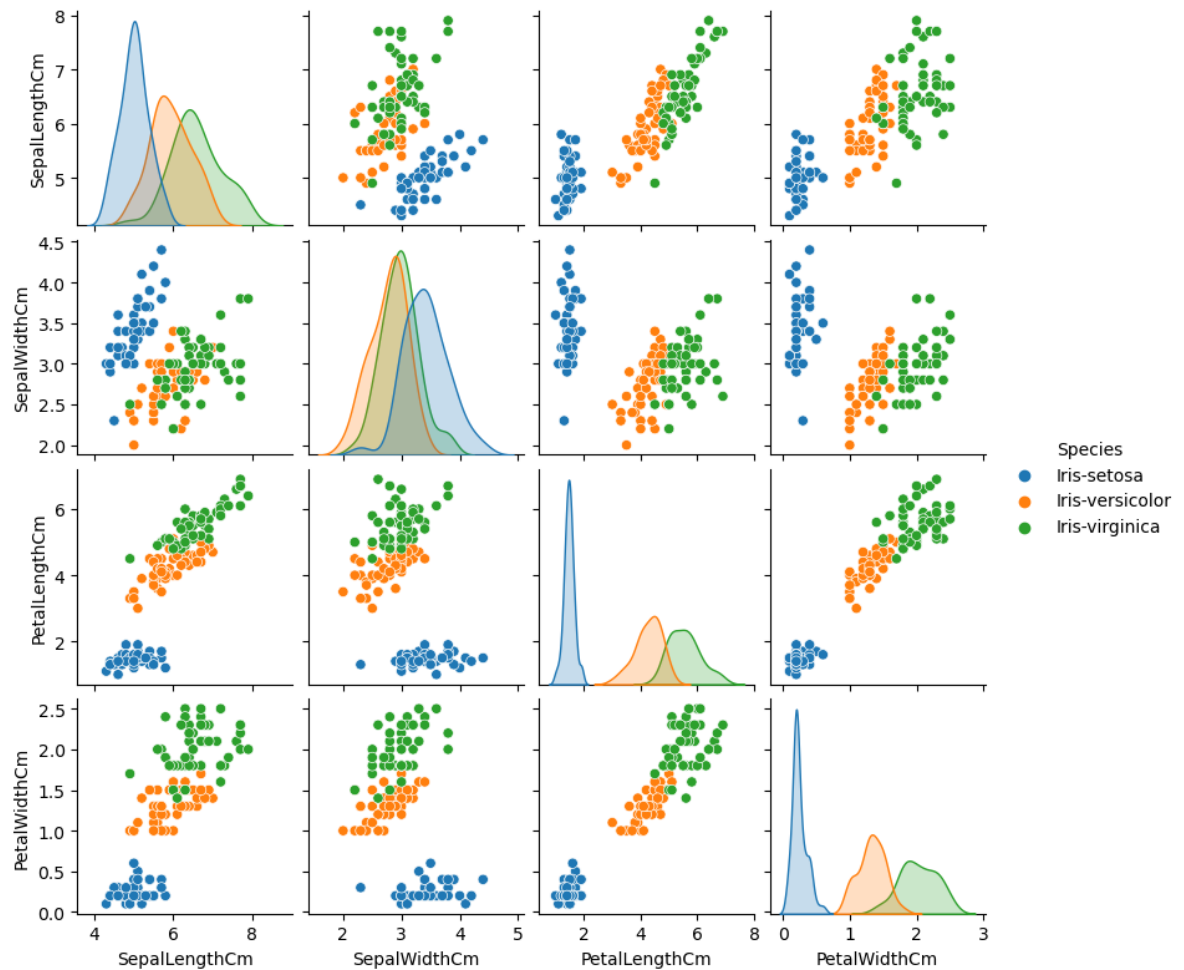 SepalLengthCm
8
7
6
5
SepalWidthCm
4.5
4.0
3.5
3.0
2.5
2.0
PetalLengthCm
6
4
2
PetalWidthCm
2.5
2.0
1.5
1.0
0.5
0.0
4 6 8
SepalLengthCm
2 3 4 5
SepalWidthCm
2 4 6 8
PetalLengthCm
0 1 2 3
PetalWidthCm
Species
Iris-setosa
Iris-versicolor
Iris-virginica